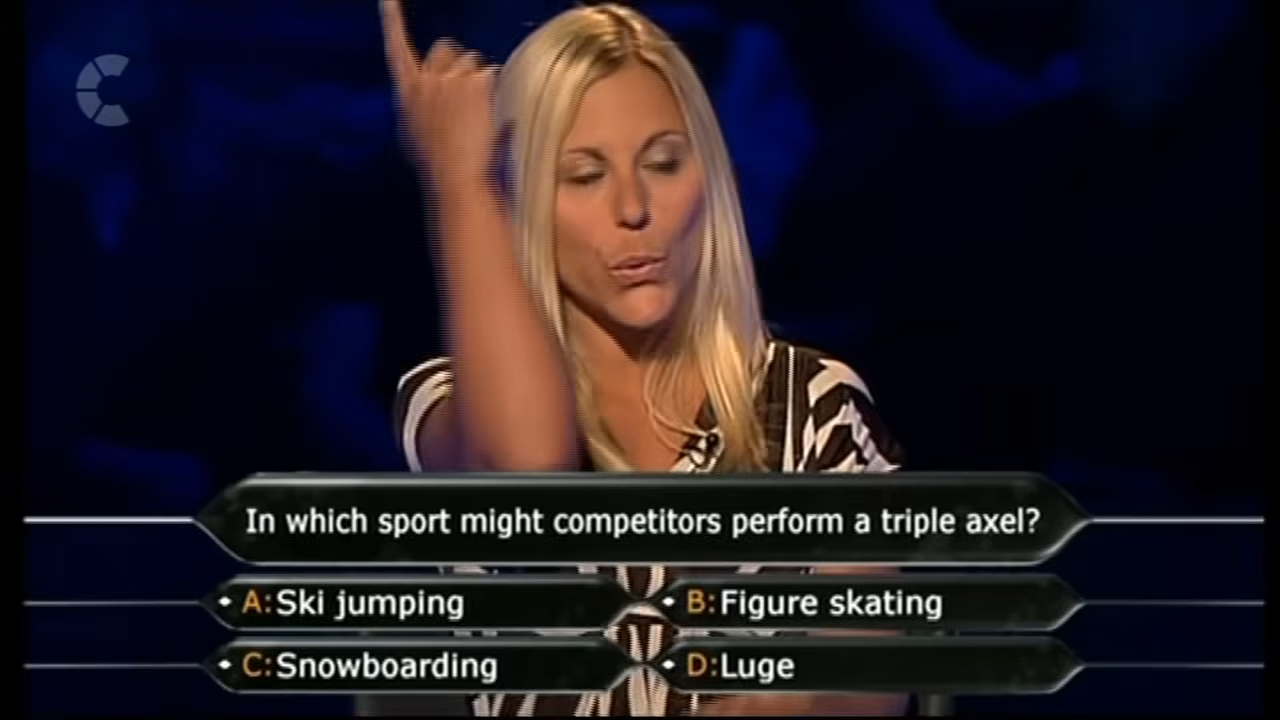 In which sport might competitors perform a triple axel?
A: Ski jumping
B: Figure skating
C: Snowboarding
D: Luge